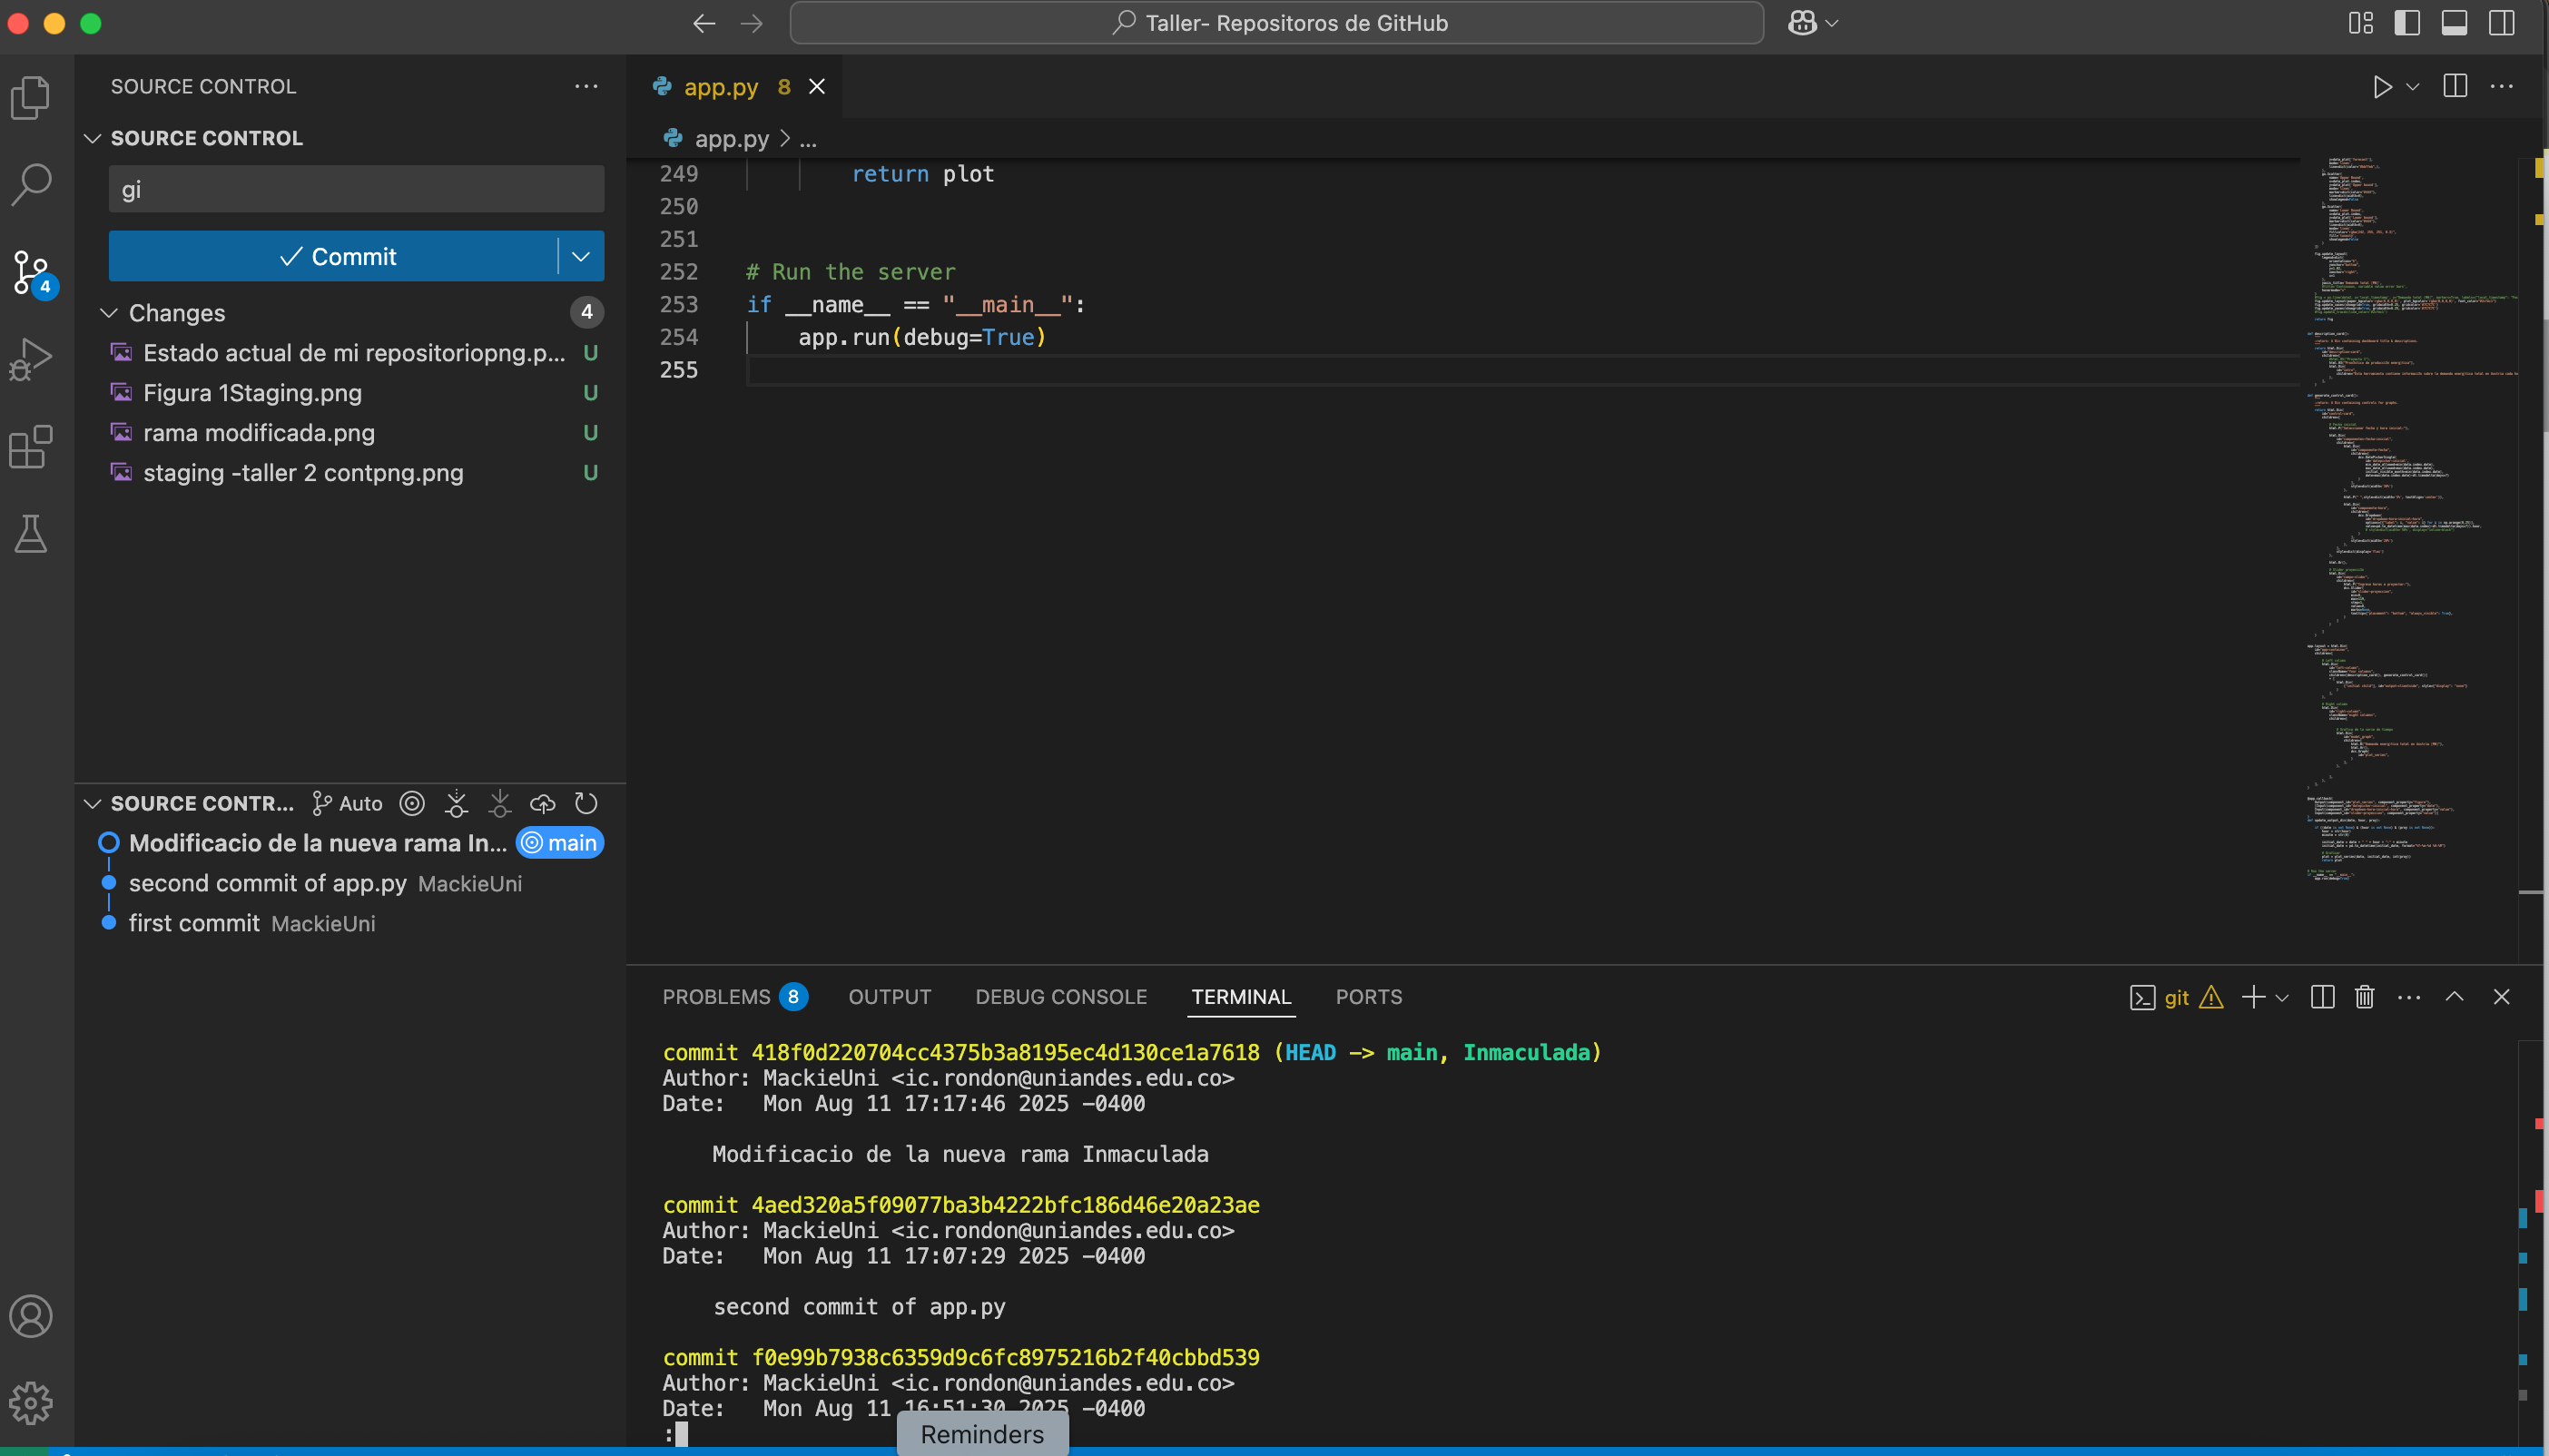 Taller- Repositoros de GitHub
SOURCE CONTROL
SOURCE CONTROL
gi
Commit
4
Changes 4
Estado actual de mi repositoriopng.p... U
Figura 1Staging.png U
rama modificada.png U
staging -taller 2 contpng.png U
SOURCE CONTR... Auto
Modificacio de la nueva rama In... main
second commit of app.py MackieUni
first commit MackieUni
app.py 8
app.py > ...
249 return plot
250
251
252 # Run the server
253 if __name__ == "__main__":
254 app.run(debug=True)
255
PROBLEMS 8 OUTPUT DEBUG CONSOLE TERMINAL PORTS
git
commit 418f0d220704cc4375b3a8195ec4d130ce1a7618 (HEAD -> main, Inmaculada)
Author: MackieUni <ic.rondon@uniandes.edu.co>
Date:   Mon Aug 11 17:17:46 2025 -0400
Modificacio de la nueva rama Inmaculada
commit 4aed320a5f09077ba3b4222bfc186d46e20a23ae
Author: MackieUni <ic.rondon@uniandes.edu.co>
Date:   Mon Aug 11 17:07:29 2025 -0400
second commit of app.py
commit f0e99b7938c6359d9c6fc8975216b2f40cbbd539
Author: MackieUni <ic.rondon@uniandes.edu.co>
Date:   Mon Aug 11 16:51:30 2025 -0400
:
Reminders